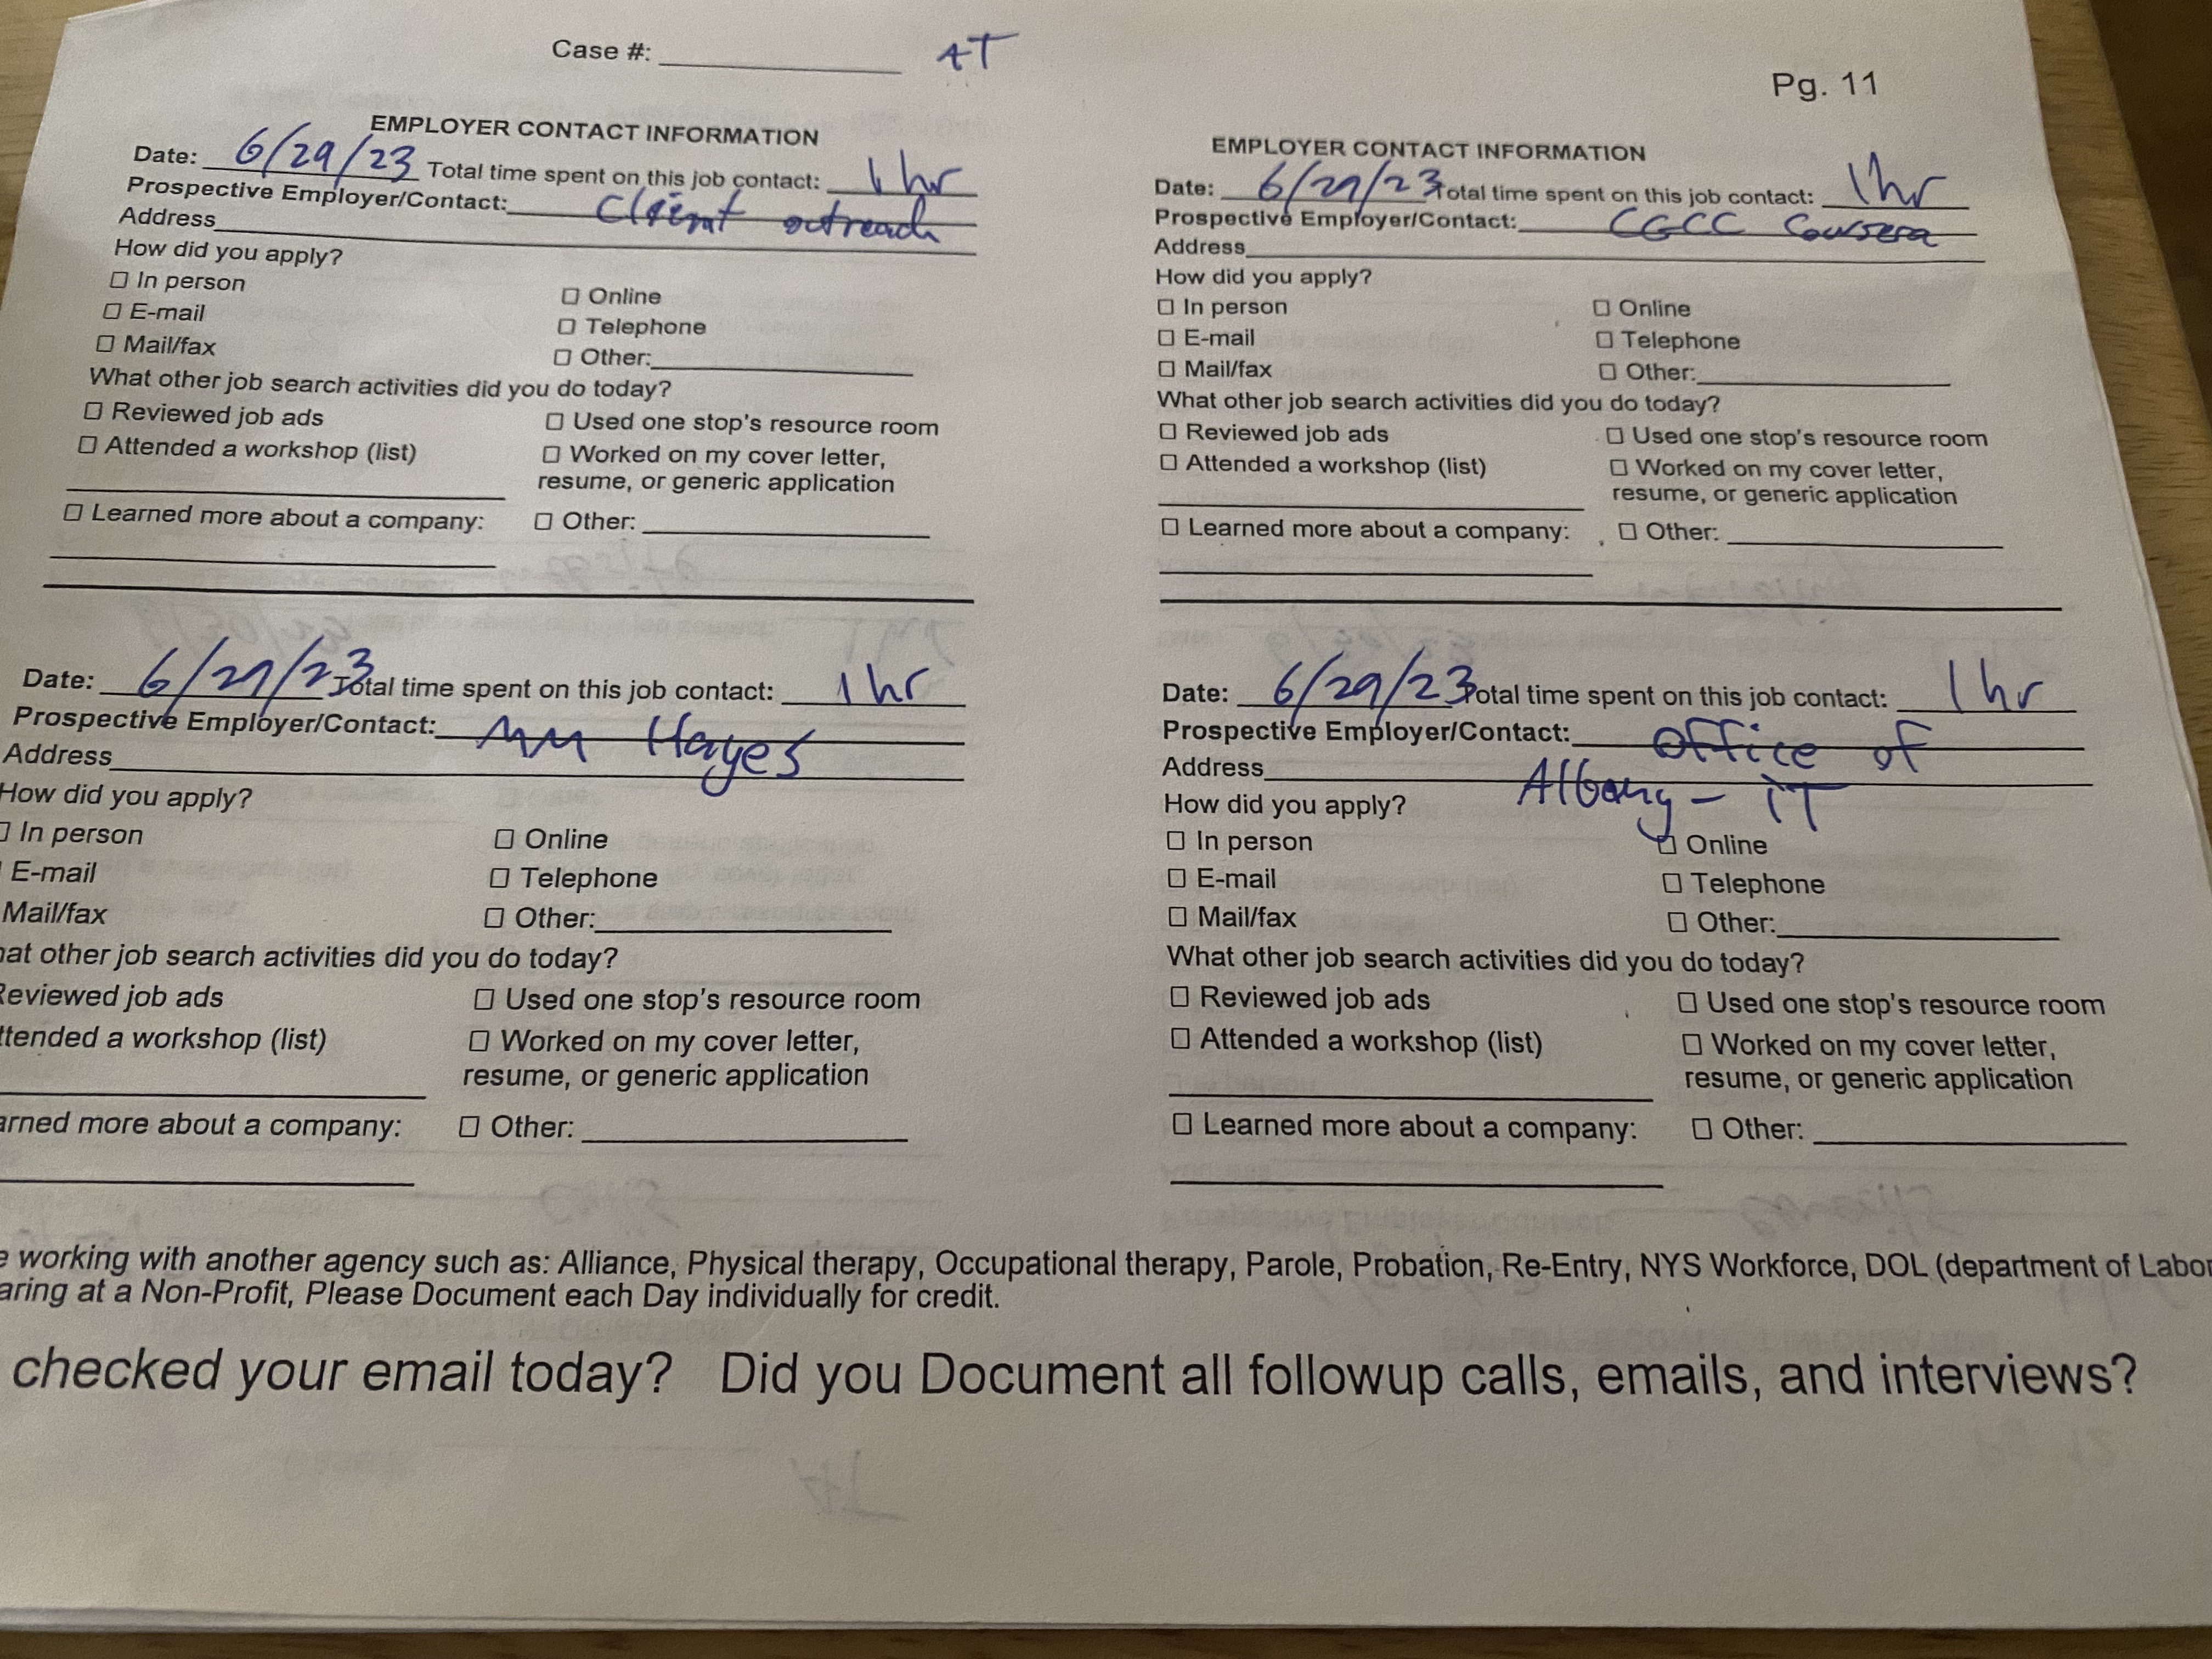 Case #: AT
Pg. 11
EMPLOYER CONTACT INFORMATION
Date: 6/29/23 Total time spent on this job contact: 1 hr
Prospective Employer/Contact: Client outreach
Address
How did you apply?
☐ In person ☐ Online
☐ E-mail ☐ Telephone
☐ Mail/fax ☐ Other:
What other job search activities did you do today?
☐ Reviewed job ads ☐ Used one stop's resource room
☐ Attended a workshop (list) ☐ Worked on my cover letter,
resume, or generic application
☐ Learned more about a company: ☐ Other:
EMPLOYER CONTACT INFORMATION
Date: 6/29/23 Total time spent on this job contact: 1hr
Prospective Employer/Contact: CGCC Coursera
Address
How did you apply?
☐ In person ☐ Online
☐ E-mail ☐ Telephone
☐ Mail/fax ☐ Other:
What other job search activities did you do today?
☐ Reviewed job ads ☐ Used one stop's resource room
☐ Attended a workshop (list) ☐ Worked on my cover letter,
resume, or generic application
☐ Learned more about a company: ☐ Other:
Date: 6/29/23 Total time spent on this job contact: 1 hr
Prospective Employer/Contact: MM Hayes
Address
How did you apply?
In person ☐ Online
E-mail ☐ Telephone
Mail/fax ☐ Other:
hat other job search activities did you do today?
Reviewed job ads ☐ Used one stop's resource room
ttended a workshop (list) ☐ Worked on my cover letter,
resume, or generic application
arned more about a company: ☐ Other:
Date: 6/29/23 Total time spent on this job contact: 1 hr
Prospective Employer/Contact: Office of
Address
Albany - IT
How did you apply?
☐ In person ☐ Online
☐ E-mail ☐ Telephone
☐ Mail/fax ☐ Other:
What other job search activities did you do today?
☐ Reviewed job ads ☐ Used one stop's resource room
☐ Attended a workshop (list) ☐ Worked on my cover letter,
resume, or generic application
☐ Learned more about a company: ☐ Other:
e working with another agency such as: Alliance, Physical therapy, Occupational therapy, Parole, Probation, Re-Entry, NYS Workforce, DOL (department of Labor
aring at a Non-Profit, Please Document each Day individually for credit.
checked your email today? Did you Document all followup calls, emails, and interviews?